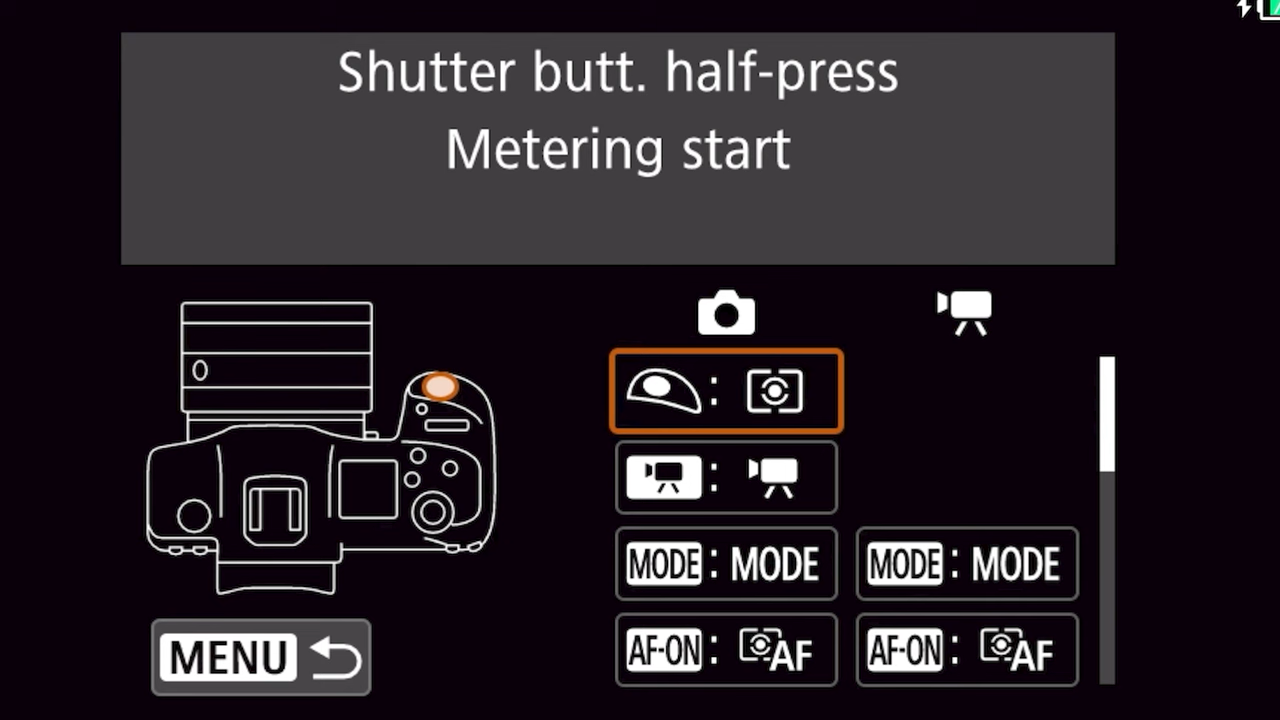 Shutter butt. half-press
Metering start
:
:
MODE : MODE MODE : MODE
AF-ON : AF AF-ON : AF
MENU